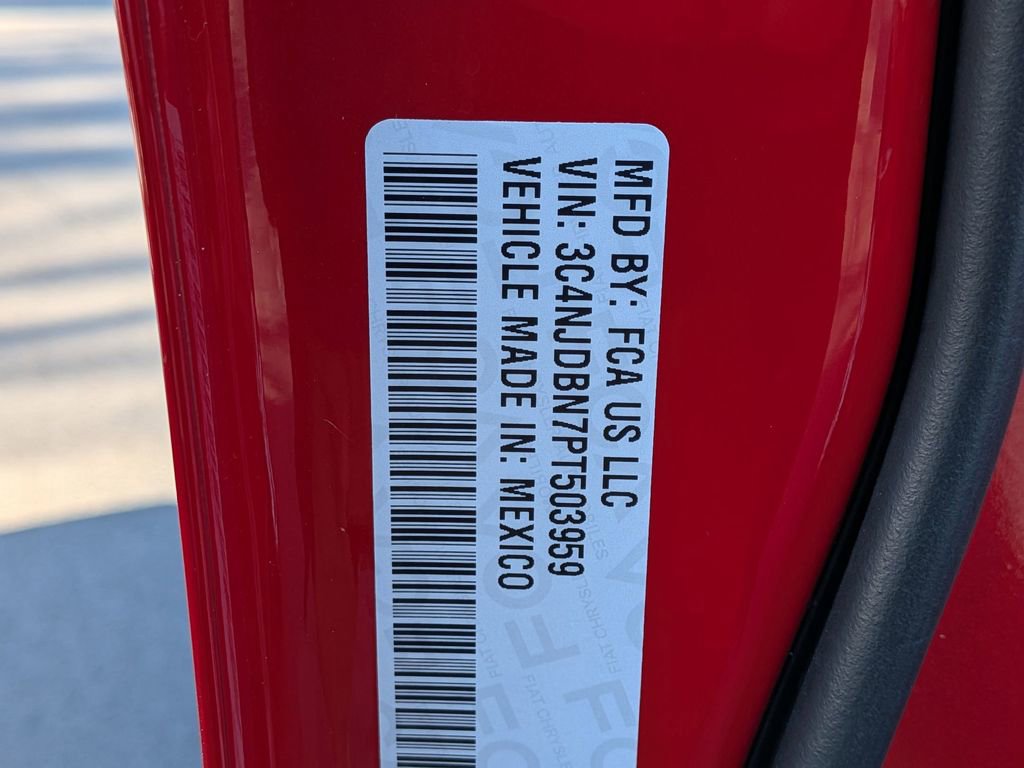 MFD BY: FCA US LLC
VIN: 3C4NJDBN7PT503959
VEHICLE MADE IN: MEXICO